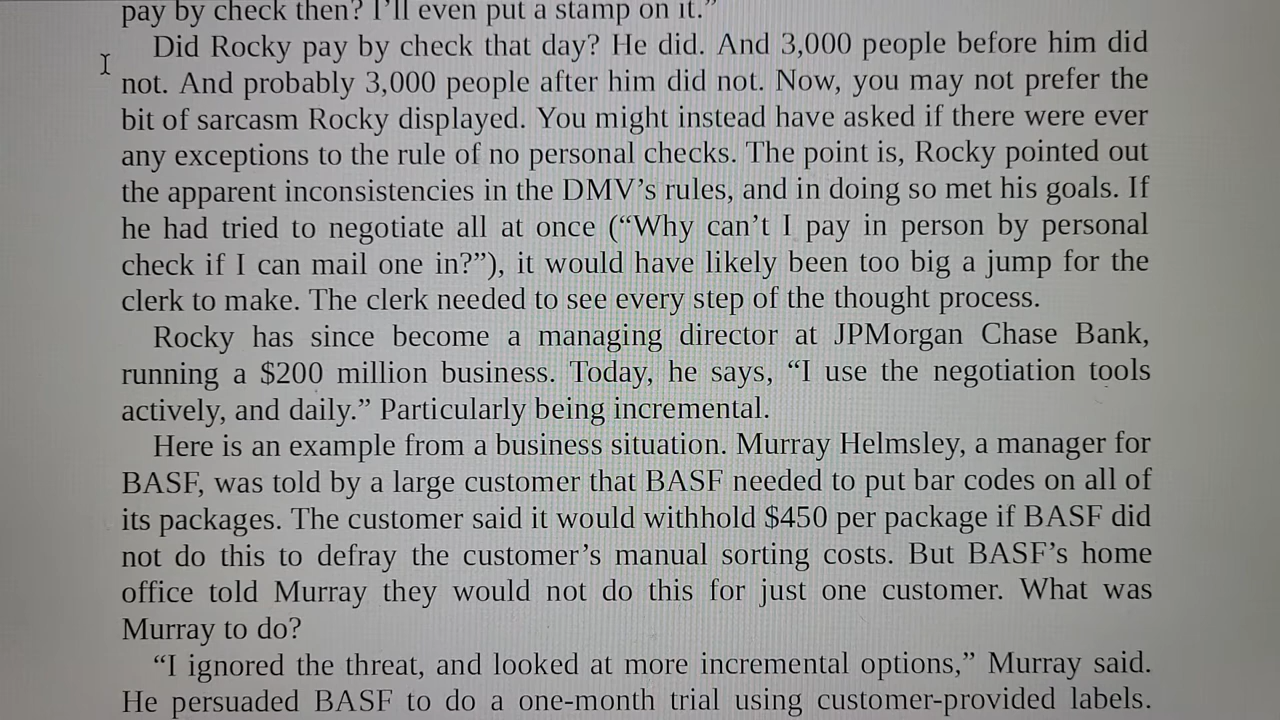 pay by check then? I’ll even put a stamp on it.”
Did Rocky pay by check that day? He did. And 3,000 people before him did
not. And probably 3,000 people after him did not. Now, you may not prefer the
bit of sarcasm Rocky displayed. You might instead have asked if there were ever
any exceptions to the rule of no personal checks. The point is, Rocky pointed out
the apparent inconsistencies in the DMV’s rules, and in doing so met his goals. If
he had tried to negotiate all at once (“Why can’t I pay in person by personal
check if I can mail one in?”), it would have likely been too big a jump for the
clerk to make. The clerk needed to see every step of the thought process.
Rocky has since become a managing director at JPMorgan Chase Bank,
running a $200 million business. Today, he says, “I use the negotiation tools
actively, and daily.” Particularly being incremental.
Here is an example from a business situation. Murray Helmsley, a manager for
BASF, was told by a large customer that BASF needed to put bar codes on all of
its packages. The customer said it would withhold $450 per package if BASF did
not do this to defray the customer’s manual sorting costs. But BASF’s home
office told Murray they would not do this for just one customer. What was
Murray to do?
“I ignored the threat, and looked at more incremental options,” Murray said.
He persuaded BASF to do a one-month trial using customer-provided labels.